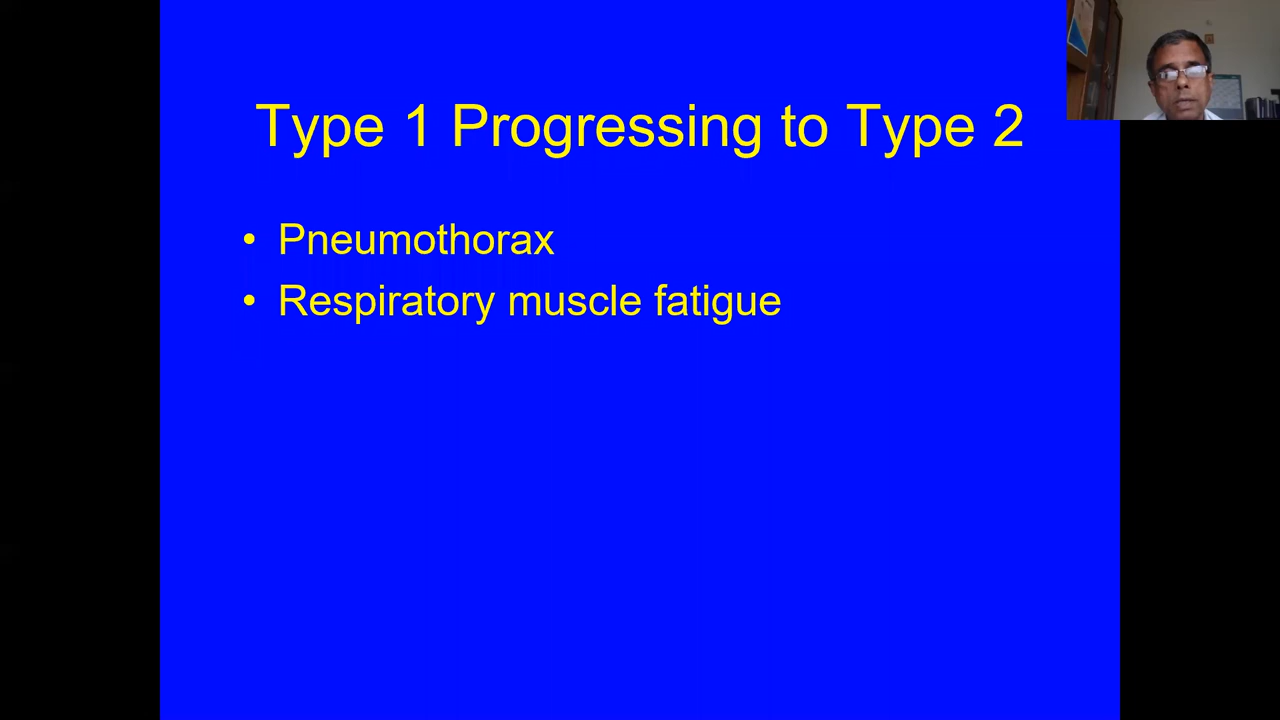 Type 1 Progressing to Type 2
• Pneumothorax
• Respiratory muscle fatigue